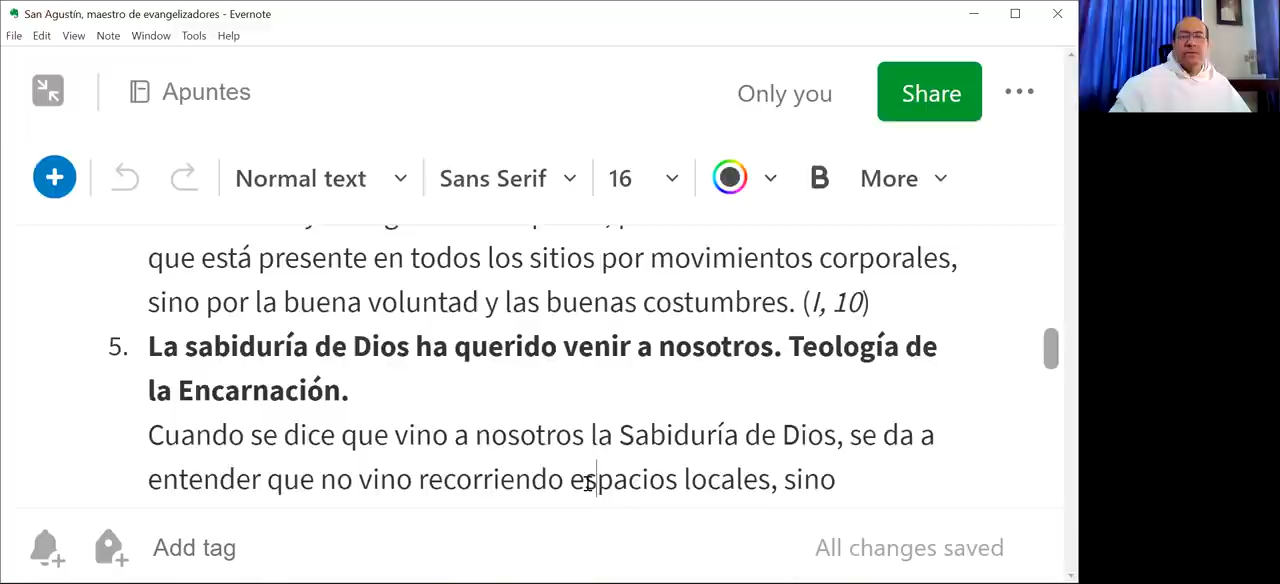 San Agustín, maestro de evangelizadores - Evernote
File Edit View Note Window Tools Help
Apuntes
Only you
Share
Normal text
Sans Serif
16
B
More
que está presente en todos los sitios por movimientos corporales,
sino por la buena voluntad y las buenas costumbres. (I, 10)
5. La sabiduría de Dios ha querido venir a nosotros. Teología de
la Encarnación.
Cuando se dice que vino a nosotros la Sabiduría de Dios, se da a
entender que no vino recorriendo espacios locales, sino
Add tag
All changes saved